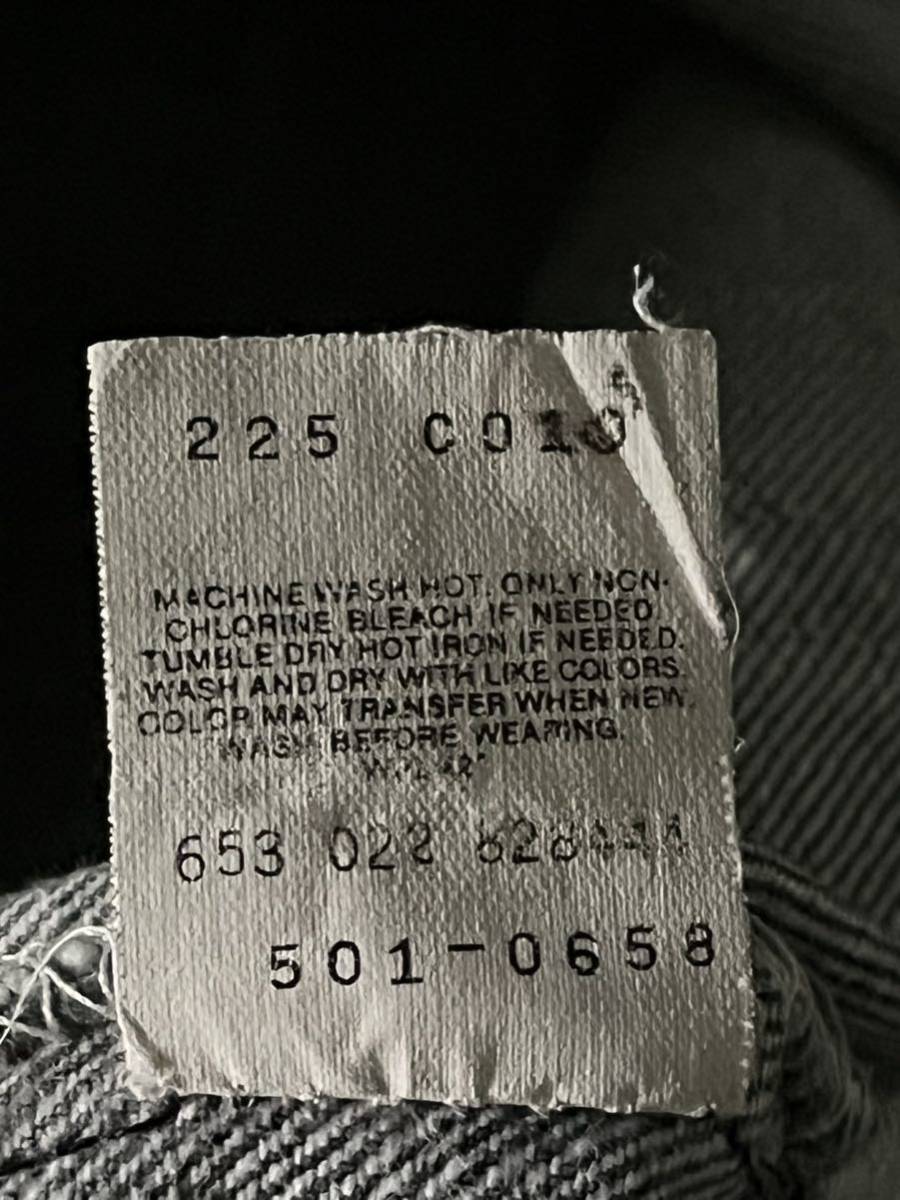 225 C010
MACHINE WASH HOT. ONLY NON-
CHLORINE BLEACH IF NEEDED
TUMBLE DRY HOT IRON IF NEEDED.
WASH AND DRY WITH LIKE COLORS.
COLOR MAY TRANSFER WHEN NEW.
WASH BEFORE WEARING.
653 022
501-0658